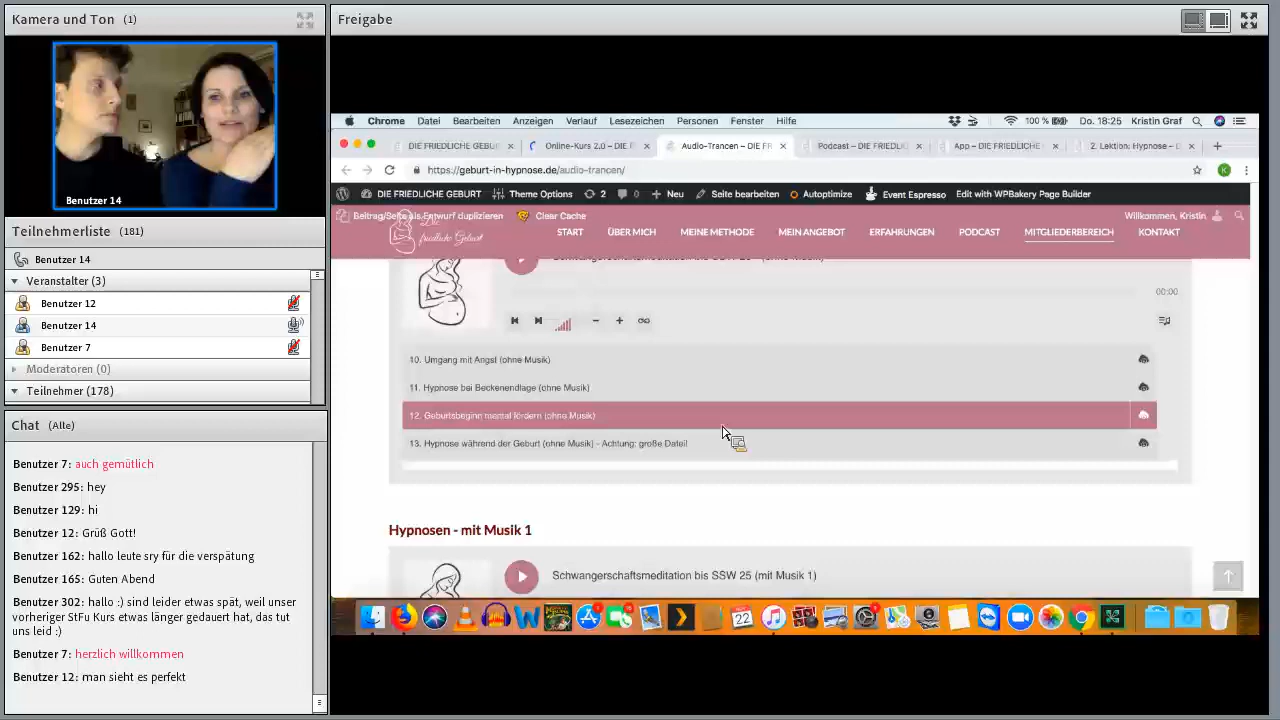 Kamera und Ton (1)
Benutzer 14
Teilnehmerliste (181)
Benutzer 14
Veranstalter (3)
Benutzer 12
Benutzer 14
Benutzer 7
Moderatoren (0)
Teilnehmer (178)
Chat (Alle)
Benutzer 7: auch gemütlich
Benutzer 295: hey
Benutzer 129: hi
Benutzer 12: Grüß Gott!
Benutzer 162: hallo leute sry für die verspätung
Benutzer 165: Guten Abend
Benutzer 302: hallo :) sind leider etwas spät, weil unser
vorheriger StFu Kurs etwas länger gedauert hat, das tut
uns leid :)
Benutzer 7: herzlich willkommen
Benutzer 12: man sieht es perfekt
Freigabe
Chrome Datei Bearbeiten Anzeigen Verlauf Lesezeichen Personen Fenster Hilfe 100 % Do. 18:25 Kristin Graf
DIE FRIEDLICHE GEBUR Online-Kurs 2.0 – DIE F Audio-Trancen – DIE FR Podcast – DIE FRIEDLI App – DIE FRIEDLICHE 2. Lektion: Hypnose – D
https://geburt-in-hypnose.de/audio-trancen/
DIE FRIEDLICHE GEBURT Theme Options 2 0 Neu Seite bearbeiten Autoptimize Event Espresso Edit with WPBakery Page Builder
Beitrag/Seite als Entwurf duplizieren Clear Cache Willkommen, Kristin
Die friedliche Geburt
START ÜBER MICH MEINE METHODE MEIN ANGEBOT ERFAHRUNGEN PODCAST MITGLIEDERBEREICH KONTAKT
Schwangerschaftsmeditation bis SSW 25 (ohne Musik)
00:00
10. Umgang mit Angst (ohne Musik)
11. Hypnose bei Beckenendlage (ohne Musik)
12. Geburtsbeginn mental fördern (ohne Musik)
13. Hypnose während der Geburt (ohne Musik) - Achtung: große Datei!
Hypnosen - mit Musik 1
Schwangerschaftsmeditation bis SSW 25 (mit Musik 1)
22